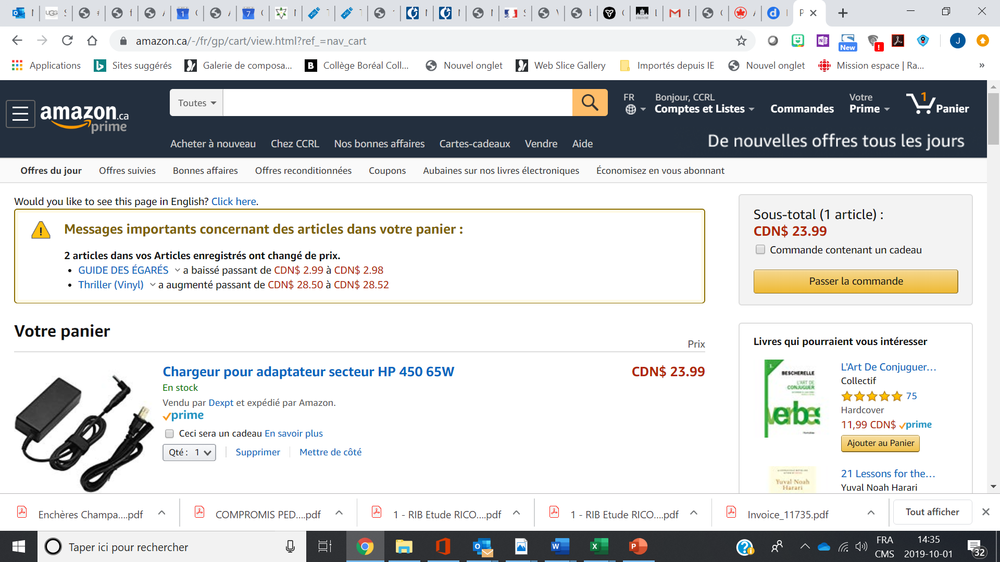 amazon.ca/-/fr/gp/cart/view.html?ref_=nav_cart
New
J
Applications
Sites suggérés
Galerie de composa...
Collège Boréal Coll...
Nouvel onglet
Web Slice Gallery
Importés depuis IE
Nouvel onglet
Mission espace | Ra...
»
amazon.ca
prime
Toutes
FR
Bonjour, CCRL
Comptes et Listes
Commandes
Votre
Prime
1
Panier
Acheter à nouveau
Chez CCRL
Nos bonnes affaires
Cartes-cadeaux
Vendre
Aide
De nouvelles offres tous les jours
Offres du jour
Offres suivies
Bonnes affaires
Offres reconditionnées
Coupons
Aubaines sur nos livres électroniques
Économisez en vous abonnant
Would you like to see this page in English? Click here.
Messages importants concernant des articles dans votre panier :
2 articles dans vos Articles enregistrés ont changé de prix.
• GUIDE DES ÉGARÉS a baissé passant de CDN$ 2.99 à CDN$ 2.98
• Thriller (Vinyl) a augmenté passant de CDN$ 28.50 à CDN$ 28.52
Sous-total (1 article) :
CDN$ 23.99
Commande contenant un cadeau
Passer la commande
Votre panier
Prix
Chargeur pour adaptateur secteur HP 450 65W
CDN$ 23.99
En stock
Vendu par Dexpt et expédié par Amazon.
prime
Ceci sera un cadeau En savoir plus
Qté : 1
Supprimer
Mettre de côté
Livres qui pourraient vous intéresser
BESCHERELLE
L'ART DE
CONJUGUER
verbes
L'Art De Conjuguer…
Collectif
75
Hardcover
11,99 CDN$ prime
Ajouter au Panier
Yuval Noah
Harari
21 Lessons for the…
Yuval Noah Harari
Enchères Champa....pdf
COMPROMIS PED....pdf
1 - RIB Etude RICO....pdf
1 - RIB Etude RICO....pdf
Invoice_11735.pdf
Tout afficher
Taper ici pour rechercher
FRA
CMS
14:35
2019-10-01
32